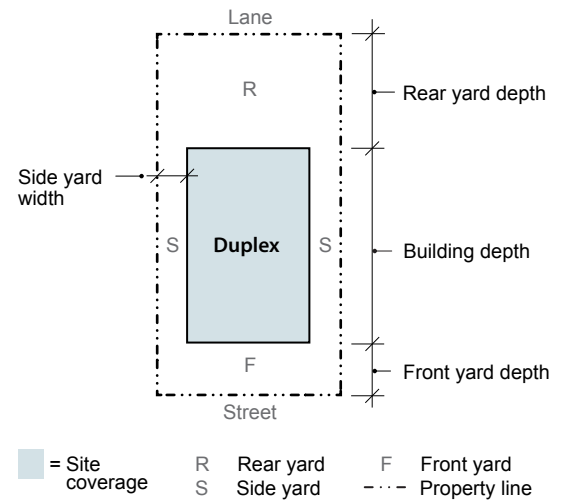 Lane
R
Rear yard depth
Side yard
width
S
Duplex
S
Building depth
F
Front yard depth
Street
= Site
coverage
R Rear yard
S Side yard
F Front yard
Property line